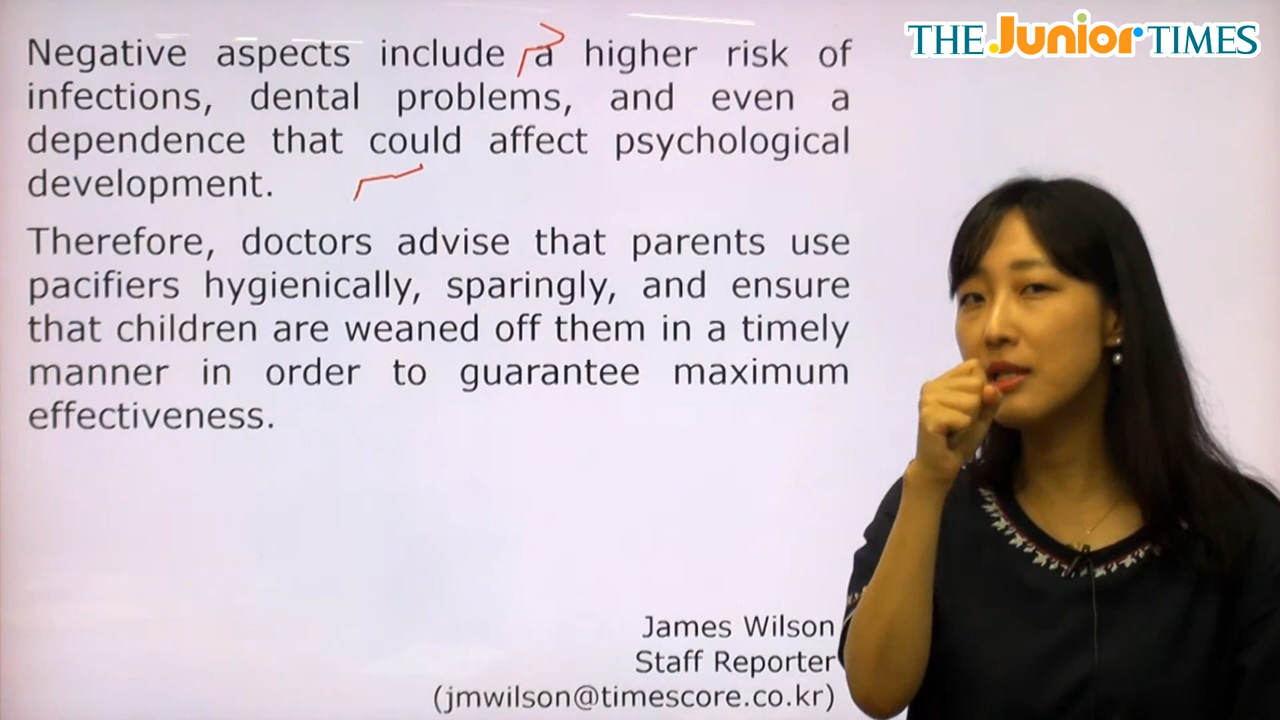 THE Junior TIMES
Negative aspects include a higher risk of
infections, dental problems, and even a
dependence that could affect psychological
development.
Therefore, doctors advise that parents use
pacifiers hygienically, sparingly, and ensure
that children are weaned off them in a timely
manner in order to guarantee maximum
effectiveness.
James Wilson
Staff Reporter
(jmwilson@timescore.co.kr)